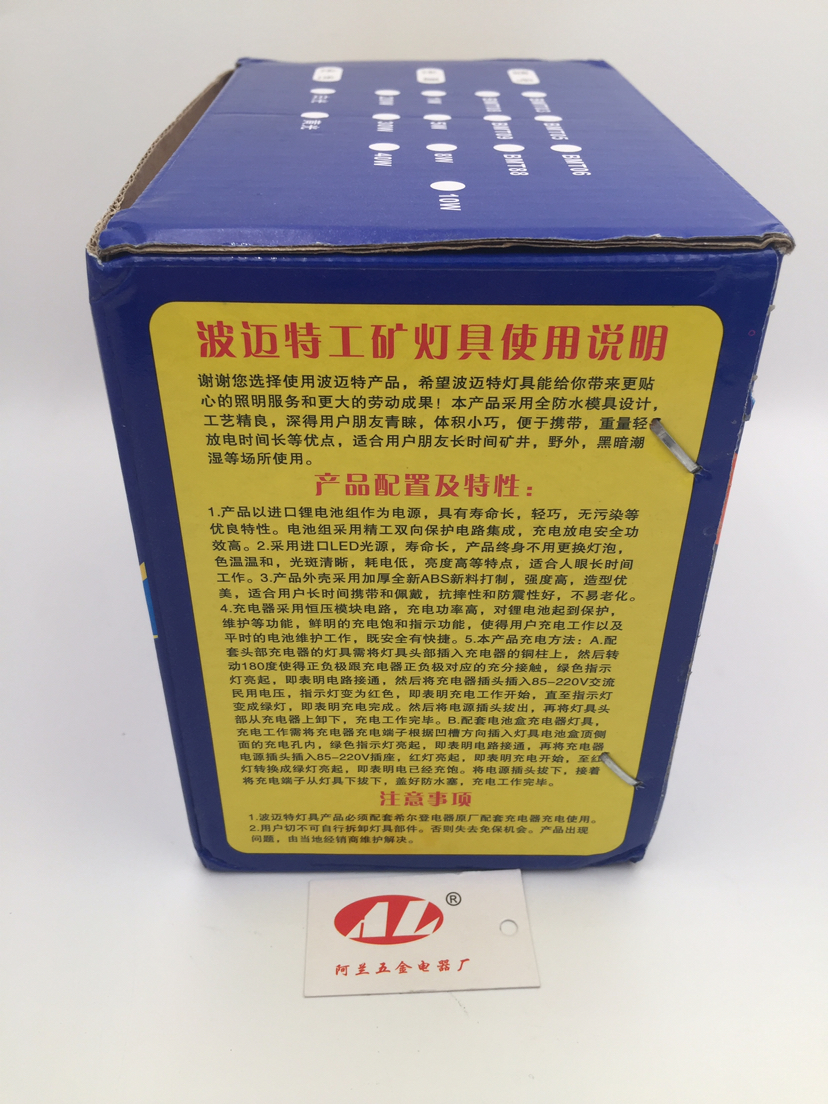 BMT05
BMT06
BMT09
BMT88
5W
8W
10W
20W
30W
40W
黄光
波迈特工矿灯具使用说明
谢谢您选择使用波迈特产品，希望波迈特灯具能给你带来更贴
心的照明服务和更大的劳动成果！本产品采用全防水模具设计，
工艺精良，深得用户朋友青睐，体积小巧，便于携带，重量轻
放电时间长等优点，适合用户朋友长时间矿井，野外，黑暗潮
湿等场所使用。
产品配置及特性：
1.产品以进口锂电池组作为电源，具有寿命长，轻巧，无污染等
优良特性。电池组采用精工双向保护电路集成，充电放电安全功
效高。2.采用进口LED光源，寿命长，产品终身不用更换灯泡，
色温温和，光斑清晰，耗电低，亮度高等特点，适合人眼长时间
工作。3.产品外壳采用加厚全新ABS新料打制，强度高，造型优
美，适合用户长时间携带和佩戴，抗摔性和防震性好，不易老化。
4.充电器采用恒压模块电路，充电功率高，对锂电池起到保护，
维护等功能，鲜明的充电饱和指示功能，使得用户充电工作以及
平时的电池维护工作，既安全有快捷。5.本产品充电方法：A.配
套头部充电器的灯具需将灯具头部插入充电器的铜柱上，然后转
动180度使得正负极跟充电器正负极对应的充分接触，绿色指示
灯亮起，即表明电路接通，然后将充电器插头插入85-220V交流
民用电压，指示灯变为红色，即表明充电工作开始，直至指示灯
变成绿灯，即表明充电完成。然后将电源插头拔出，再将灯具头
部从充电器上卸下，充电工作完毕。B.配套电池盒充电器灯具，
充电工作需将充电器充电端子根据凹槽方向插入灯具电池盒顶侧
面的充电孔内，绿色指示灯亮起，即表明电路接通，再将充电器
电源插头插入85-220V插座，红灯亮起，即表明充电开始，至红
灯转换成绿灯亮起，即表明电已经充饱。将电源插头拔下，接着
将充电端子从灯具下拔下，盖好防水塞，充电工作完毕。
注意事项
1.波迈特灯具产品必须配套希尔登电器原厂配套充电器充电使用。
2.用户切不可自行拆卸灯具部件。否则失去免保机会。产品出现
问题，由当地经销商维护解决。
AL®
阿兰五金电器厂